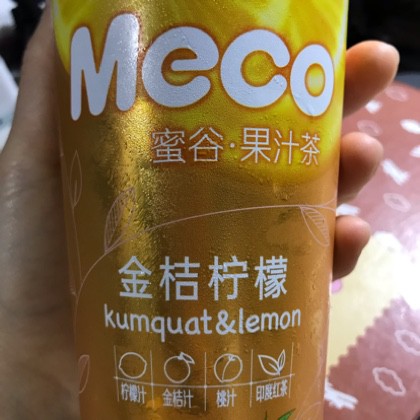 Meco
蜜谷·果汁茶
金桔柠檬
kumquat&lemon
柠檬汁 金桔汁 桃汁 印度红茶